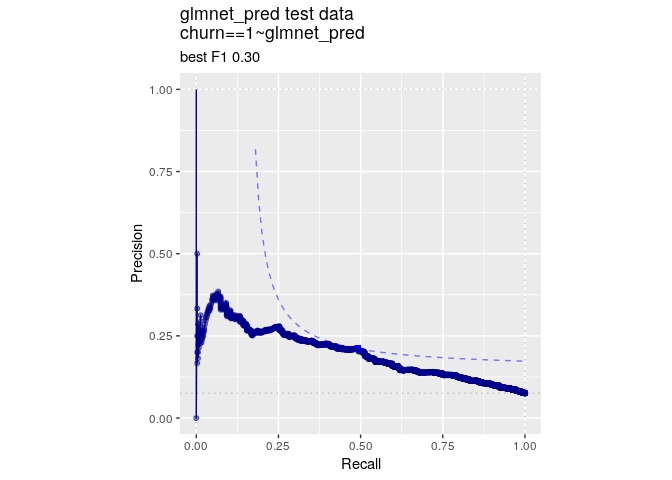 glmnet_pred test data
churn==1~glmnet_pred
best F1 0.30
1.00
0.75
0.50
0.25
0.00
Precision
0.00 0.25 0.50 0.75 1.00
Recall